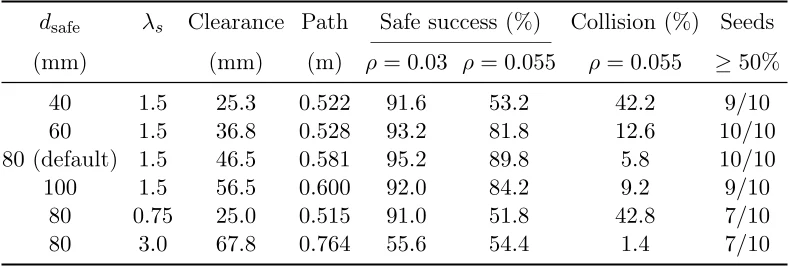 d_safe λ_s Clearance Path Safe success (%) Collision (%) Seeds
(mm) (mm) (m) ρ = 0.03 ρ = 0.055 ρ = 0.055 ≥ 50%
40 1.5 25.3 0.522 91.6 53.2 42.2 9/10
60 1.5 36.8 0.528 93.2 81.8 12.6 10/10
80 (default) 1.5 46.5 0.581 95.2 89.8 5.8 10/10
100 1.5 56.5 0.600 92.0 84.2 9.2 9/10
80 0.75 25.0 0.515 91.0 51.8 42.8 7/10
80 3.0 67.8 0.764 55.6 54.4 1.4 7/10